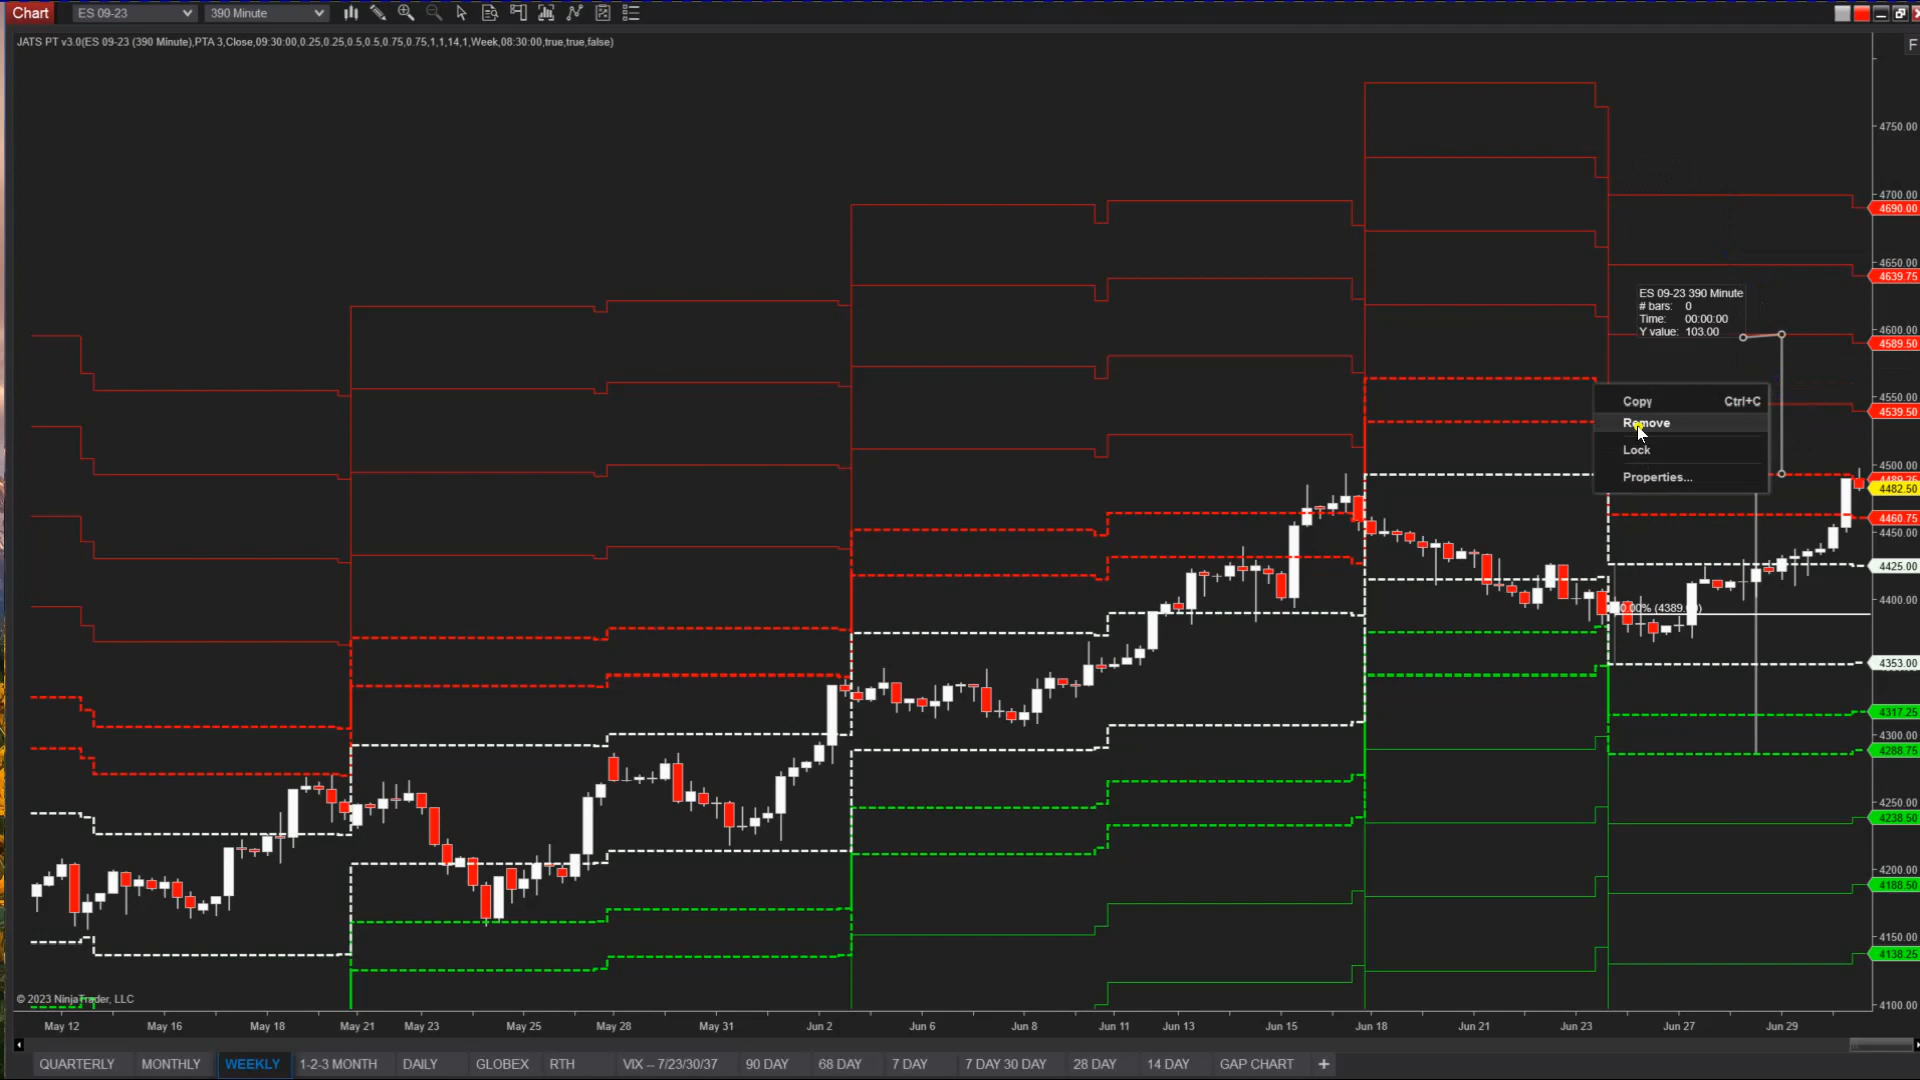 Chart
ES 09-23
390 Minute
JATS PT v3.0(ES 09-23 (390 Minute),PTA 3,Close,09:30:00,0.25,0.25,0.5,0.5,0.75,0.75,1,1,14,1,Week,08:30:00,true,true,false)
F
4750.00
4700.00
4690.00
4650.00
4639.75
ES 09-23 390 Minute
# bars: 0
Time: 00:00:00
Y value: 103.00
4600.00
4589.50
4550.00
Copy Ctrl+C
Remove
Lock
Properties...
4539.50
4500.00
4482.50
4460.75
4450.00
4425.00
4400.00
4353.00
4317.25
4300.00
4288.75
4250.00
4238.50
4200.00
4188.50
4150.00
4138.25
4100.00
© 2023 NinjaTrader, LLC
May 12
May 16
May 18
May 21
May 23
May 25
May 28
May 31
Jun 2
Jun 6
Jun 8
Jun 11
Jun 13
Jun 15
Jun 18
Jun 21
Jun 23
Jun 27
Jun 29
QUARTERLY
MONTHLY
WEEKLY
1-2-3 MONTH
DAILY
GLOBEX
RTH
VIX -- 7/23/30/37
90 DAY
68 DAY
7 DAY
7 DAY 30 DAY
28 DAY
14 DAY
GAP CHART
+